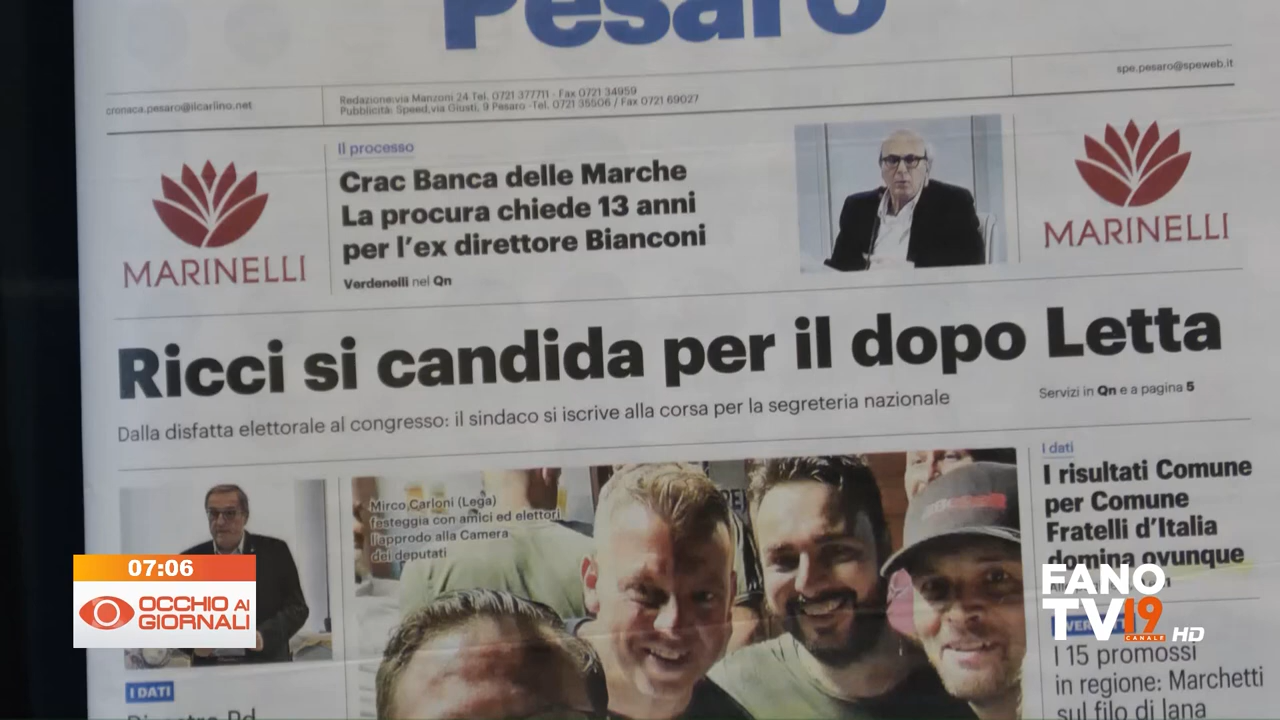 Pesaro
cronaca.pesaro@ilcarlino.net
Redazione:via Manzoni 24 Tel. 0721 377711 - Fax 0721 34959
Pubblicità: Speed,via Giusti, 9 Pesaro -Tel. 0721 35506 / Fax 0721 69027
spe.pesaro@speweb.it
MARINELLI
Il processo
Crac Banca delle Marche
La procura chiede 13 anni
per l'ex direttore Bianconi
Verdenelli nel Qn
MARINELLI
Ricci si candida per il dopo Letta
Dalla disfatta elettorale al congresso: il sindaco si iscrive alla corsa per la segreteria nazionale
Servizi in Qn e a pagina 5
Mirco Carloni (Lega)
festeggia con amici ed elettori
l'approdo alla Camera
dei deputati
I dati
I risultati Comune
per Comune
Fratelli d'Italia
domina ovunque
I 15 promossi
in regione: Marchetti
sul filo di lana
I DATI
Disastro Pd
07:06
OCCHIO AI
GIORNALI
FANO
TV19
CANALE
HD